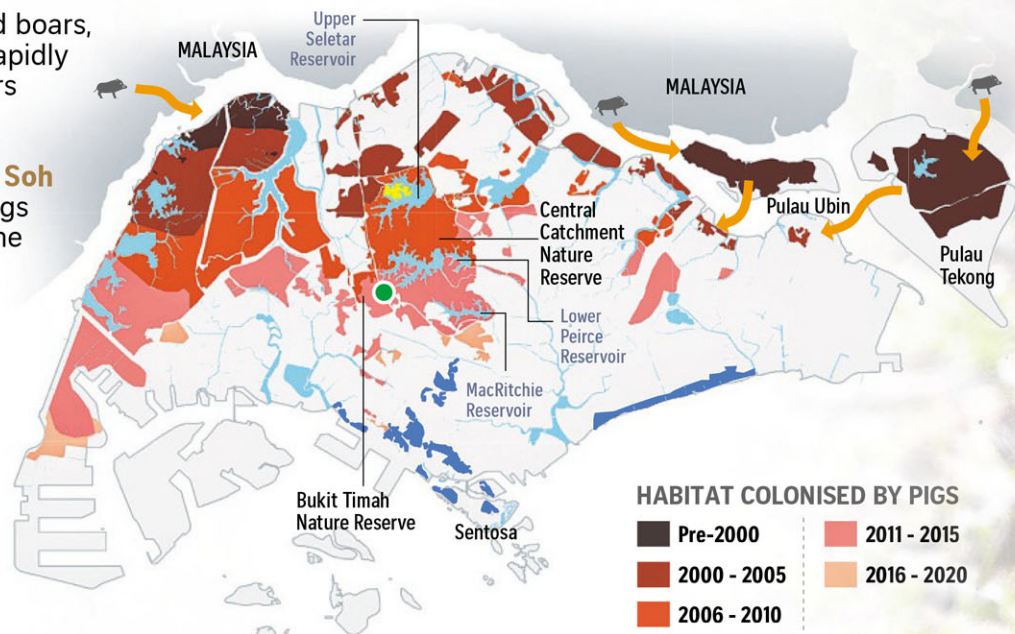 d boars,
apidly
rs
Soh
gs
ne
MALAYSIA
Upper
Seletar
Reservoir
MALAYSIA
Central
Catchment
Nature
Reserve
Pulau Ubin
Pulau
Tekong
Lower
Peirce
Reservoir
MacRitchie
Reservoir
Bukit Timah
Nature Reserve
Sentosa
HABITAT COLONISED BY PIGS
Pre-2000
2000 - 2005
2006 - 2010
2011 - 2015
2016 - 2020